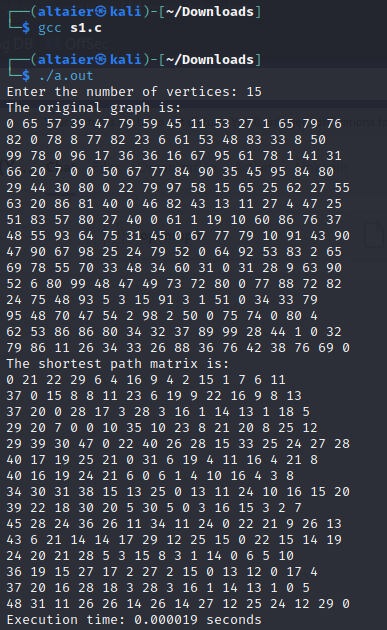 (altaier㉿kali)-[~/Downloads]
$ gcc s1.c
(altaier㉿kali)-[~/Downloads]
$ ./a.out
Enter the number of vertices: 15
The original graph is:
0 65 57 39 47 79 59 45 11 53 27 1 65 79 76
82 0 78 8 77 82 23 6 61 53 48 83 33 8 50
99 78 0 96 17 36 36 16 67 95 61 78 1 41 31
66 20 7 0 0 50 67 77 84 90 35 45 95 84 80
29 44 30 80 0 22 79 97 58 15 65 25 62 27 55
63 20 86 81 40 0 46 82 43 13 11 27 4 47 25
51 83 57 80 27 40 0 61 1 19 10 60 86 76 37
48 55 93 64 75 31 45 0 67 77 79 10 91 43 90
47 90 67 98 25 24 79 52 0 64 92 53 83 2 65
69 78 55 70 33 48 34 60 31 0 31 28 9 63 90
52 6 80 99 48 47 49 73 72 80 0 77 88 72 82
24 75 48 93 5 3 15 91 3 1 51 0 34 33 79
95 48 70 47 54 2 98 2 50 0 75 74 0 80 4
62 53 86 86 80 34 32 37 89 99 28 44 1 0 32
79 86 11 26 34 33 26 88 36 76 42 38 76 69 0
The shortest path matrix is:
0 21 22 29 6 4 16 9 4 2 15 1 7 6 11
37 0 15 8 8 11 23 6 19 9 22 16 9 8 13
37 20 0 28 17 3 28 3 16 1 14 13 1 18 5
29 20 7 0 0 10 35 10 23 8 21 20 8 25 12
29 39 30 47 0 22 40 26 28 15 33 25 24 27 28
40 17 19 25 21 0 31 6 19 4 11 16 4 21 8
40 16 19 24 21 6 0 6 1 4 10 16 4 3 8
34 30 31 38 15 13 25 0 13 11 24 10 16 15 20
39 22 18 30 20 5 30 5 0 3 16 15 3 2 7
45 28 24 36 26 11 34 11 24 0 22 21 9 26 13
43 6 21 14 14 17 29 12 25 15 0 22 15 14 19
24 20 21 28 5 3 15 8 3 1 14 0 6 5 10
36 19 15 27 17 2 27 2 15 0 13 12 0 17 4
37 20 16 28 18 3 28 3 16 1 14 13 1 0 5
48 31 11 26 26 14 26 14 27 12 25 24 12 29 0
Execution time: 0.000019 seconds